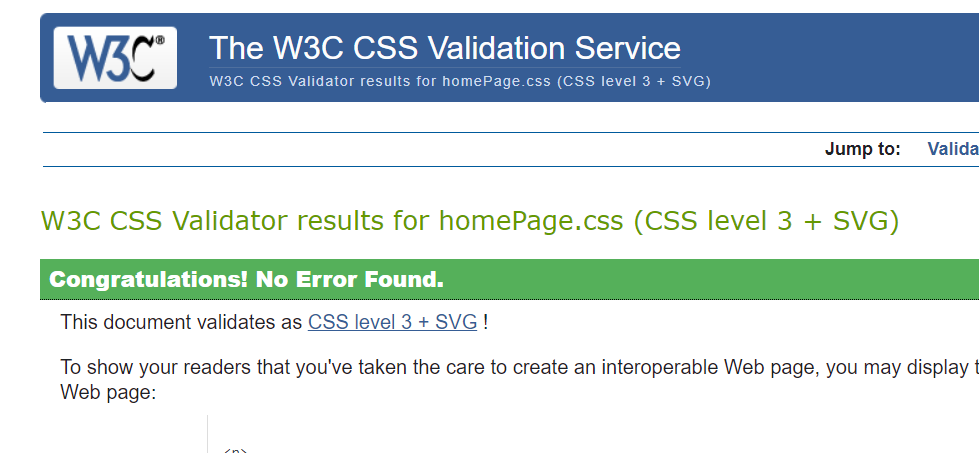 W3C®
The W3C CSS Validation Service
W3C CSS Validator results for homePage.css (CSS level 3 + SVG)
Jump to: Valida
W3C CSS Validator results for homePage.css (CSS level 3 + SVG)
Congratulations! No Error Found.
This document validates as CSS level 3 + SVG !
To show your readers that you've taken the care to create an interoperable Web page, you may display t
Web page:
<p>